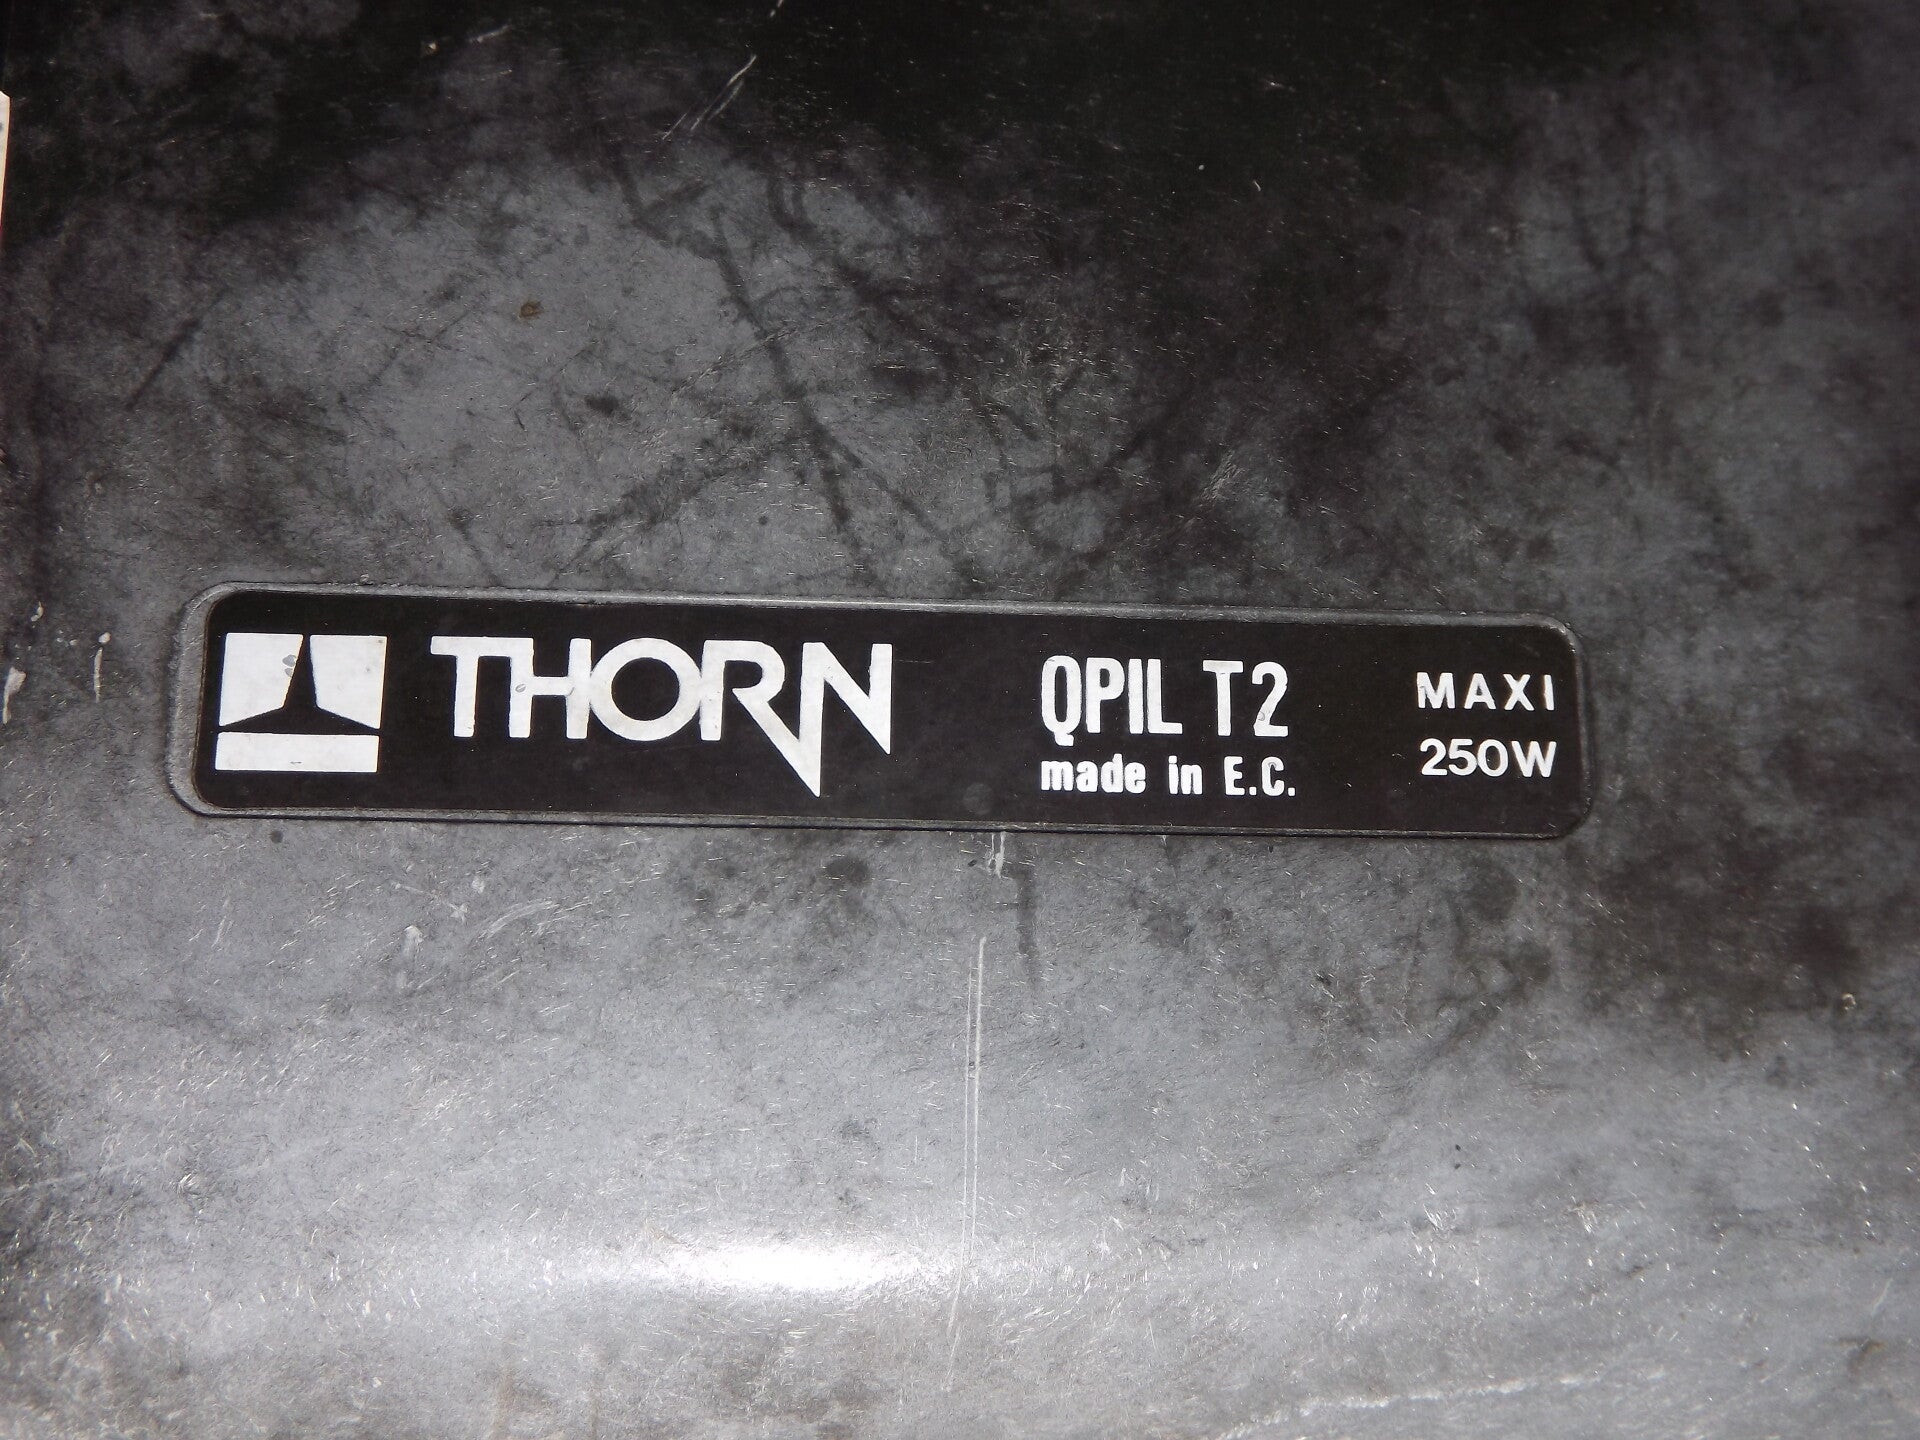 THORN
QPIL T2
made in E.C.
MAXI
250W